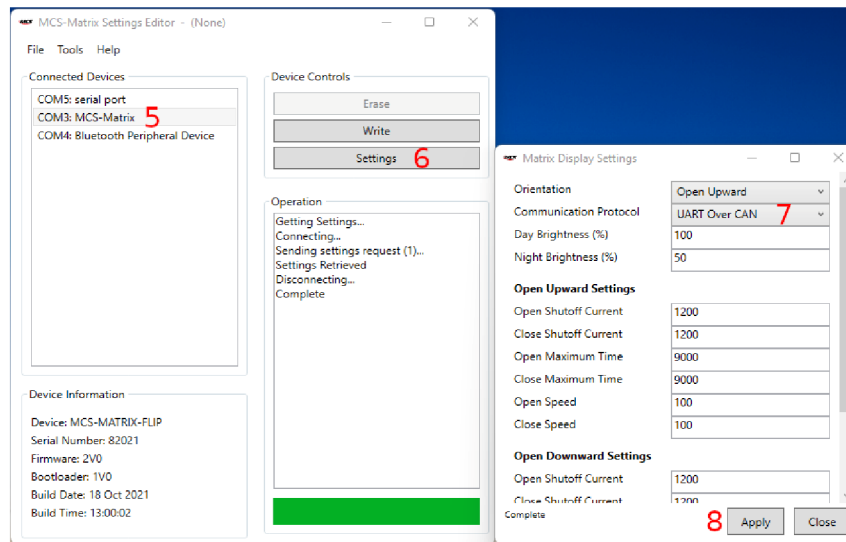 MCS-Matrix Settings Editor - (None)
File Tools Help
Connected Devices
COM5: serial port
COM3: MCS-Matrix 5
COM4: Bluetooth Peripheral Device
Device Information
Device: MCS-MATRIX-FLIP
Serial Number: 82021
Firmware: 2V0
Bootloader: 1V0
Build Date: 18 Oct 2021
Build Time: 13:00:02
Device Controls
Erase
Write
Settings 6
Operation
Getting Settings...
Connecting...
Sending settings request (1)...
Settings Retrieved
Disconnecting...
Complete
Matrix Display Settings
Orientation Open Upward
Communication Protocol UART Over CAN 7
Day Brightness (%) 100
Night Brightness (%) 50
Open Upward Settings
Open Shutoff Current 1200
Close Shutoff Current 1200
Open Maximum Time 9000
Close Maximum Time 9000
Open Speed 100
Close Speed 100
Open Downward Settings
Open Shutoff Current 1200
Close Shutoff Current 1200
Complete
8 Apply Close